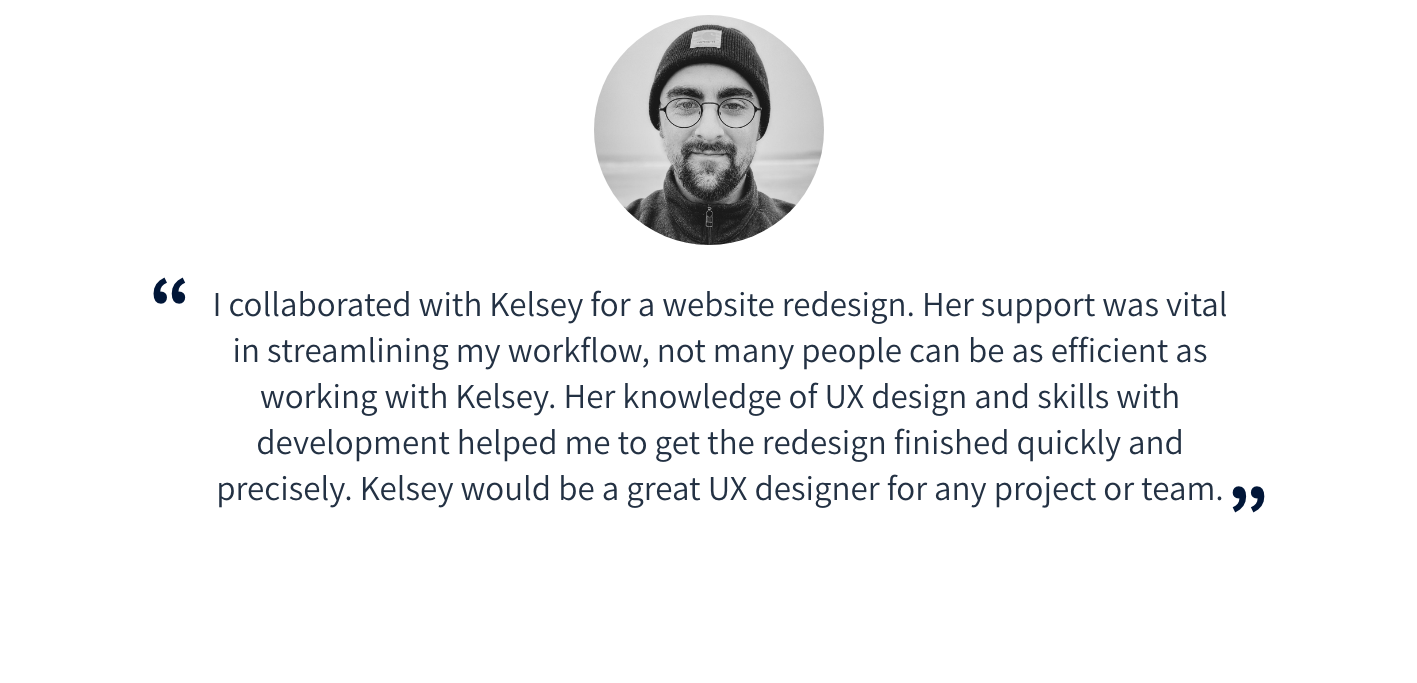 “ I collaborated with Kelsey for a website redesign. Her support was vital
in streamlining my workflow, not many people can be as efficient as
working with Kelsey. Her knowledge of UX design and skills with
development helped me to get the redesign finished quickly and
precisely. Kelsey would be a great UX designer for any project or team. ”